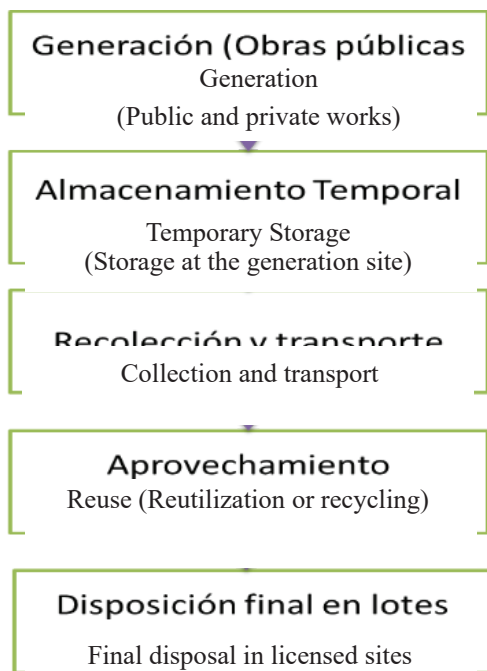 Generación (Obras públicas
Generation
(Public and private works)
Almacenamiento Temporal
Temporary Storage
(Storage at the generation site)
Recolección y transporte
Collection and transport
Aprovechamiento
Reuse (Reutilization or recycling)
Disposición final en lotes
Final disposal in licensed sites